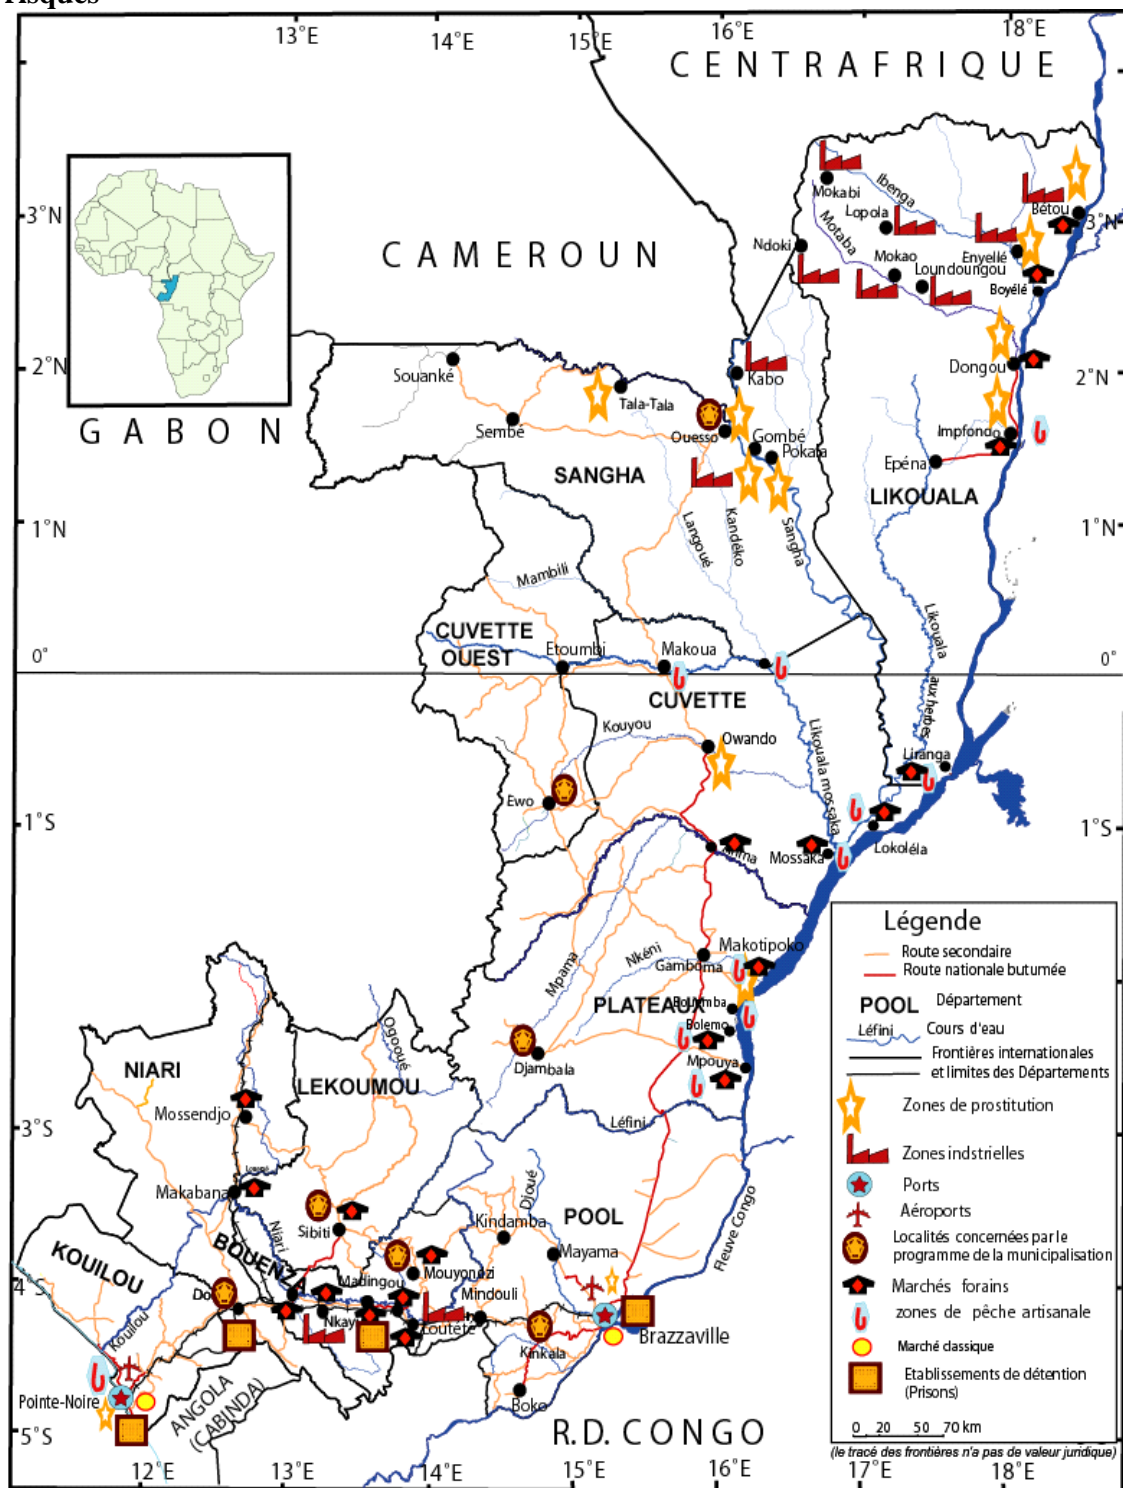 risques
13°E
14°E
15°E
16°E
18°E
CENTRAFRIQUE
Mokabi
Ibenga
Lopola
Motaba
Bétou
3°N
3°N
CAMEROUN
Ndoki
Mokao
Enyellé
Loundoungou
Boyélé
2°N
Souanké
Kabo
Dongou
2°N
Tala-Tala
GABON
Sembé
Ouesso
Gombé
Pokala
Impfondo
Epéna
SANGHA
LIKOUALA
1°N
Langoué
Kandéko
Sangha
1°N
Mambili
CUVETTE
OUEST
Etoumbi
Makoua
Likouala
aux herbes
0°
0°
CUVETTE
Kouyou
Owando
Likouala mossaka
Liranga
Ewo
1°S
1°S
Mossaka
Lokoléla
Légende
Route secondaire
Route nationale butumée
POOL Département
Léfini Cours d'eau
Frontières internationales
et limites des Départements
Zones de prostitution
Zones indstrielles
Ports
Aéroports
Localités concernées par le
programme de la municipalisation
Marchés forains
zones de pêche artisanale
Marché classique
Etablissements de détention
(Prisons)
0 20 50 70 km
(le tracé des frontières n'a pas de valeur juridique)
Makotipoko
Nkéni
Gamboma
Mpama
PLATEAUX
Bolemo
Ogooué
Djambala
Mpouya
NIARI
LEKOUMOU
Mossendjo
3°S
Léfini
Makabana
Djoué
Sibiti
Kindamba
POOL
Niari
BOUENZA
Mayama
Fleuve Congo
KOUILOU
Mouyondzi
4°S
Madingou
Mindouli
Nkayi
Loutété
Kouilou
Brazzaville
Kinkala
Pointe-Noire
ANGOLA
(CABINDA)
Boko
5°S
R.D. CONGO
12°E
13°E
14°E
15°E
16°E
17°E
18°E